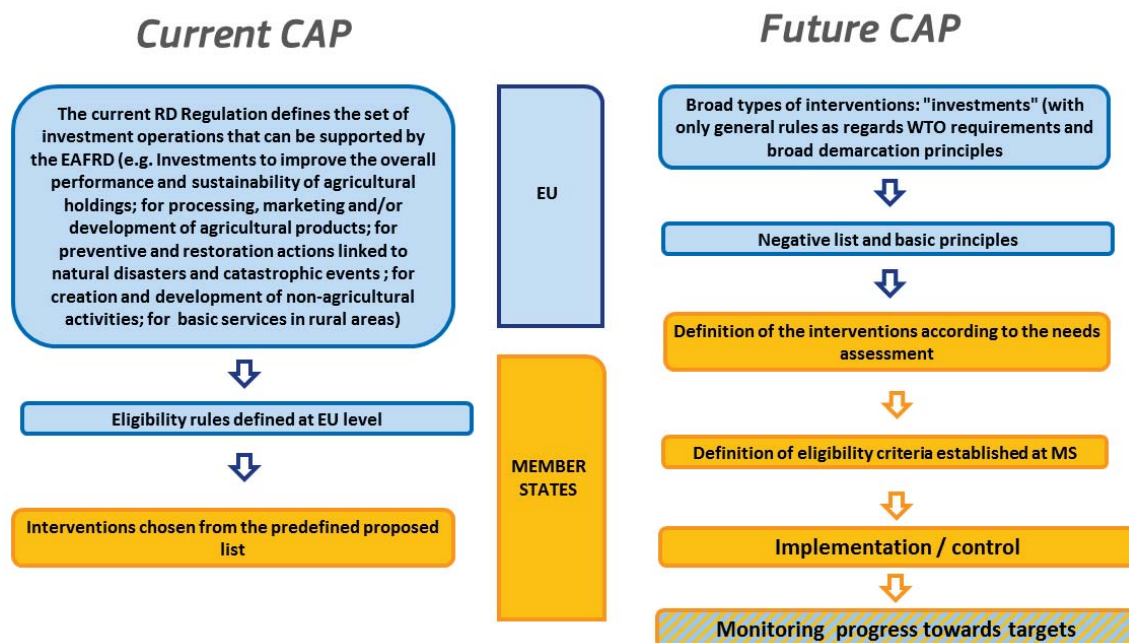 Current CAP
The current RD Regulation defines the set of
investment operations that can be supported by
the EAFRD (e.g. Investments to improve the overall
performance and sustainability of agricultural
holdings; for processing, marketing and/or
development of agricultural products; for
preventive and restoration actions linked to
natural disasters and catastrophic events ; for
creation and development of non-agricultural
activities; for basic services in rural areas)
Eligibility rules defined at EU level
Interventions chosen from the predefined proposed
list
EU
MEMBER
STATES
Future CAP
Broad types of interventions: "investments" (with
only general rules as regards WTO requirements and
broad demarcation principles
Negative list and basic principles
Definition of the interventions according to the needs
assessment
Definition of eligibility criteria established at MS
Implementation / control
Monitoring progress towards targets